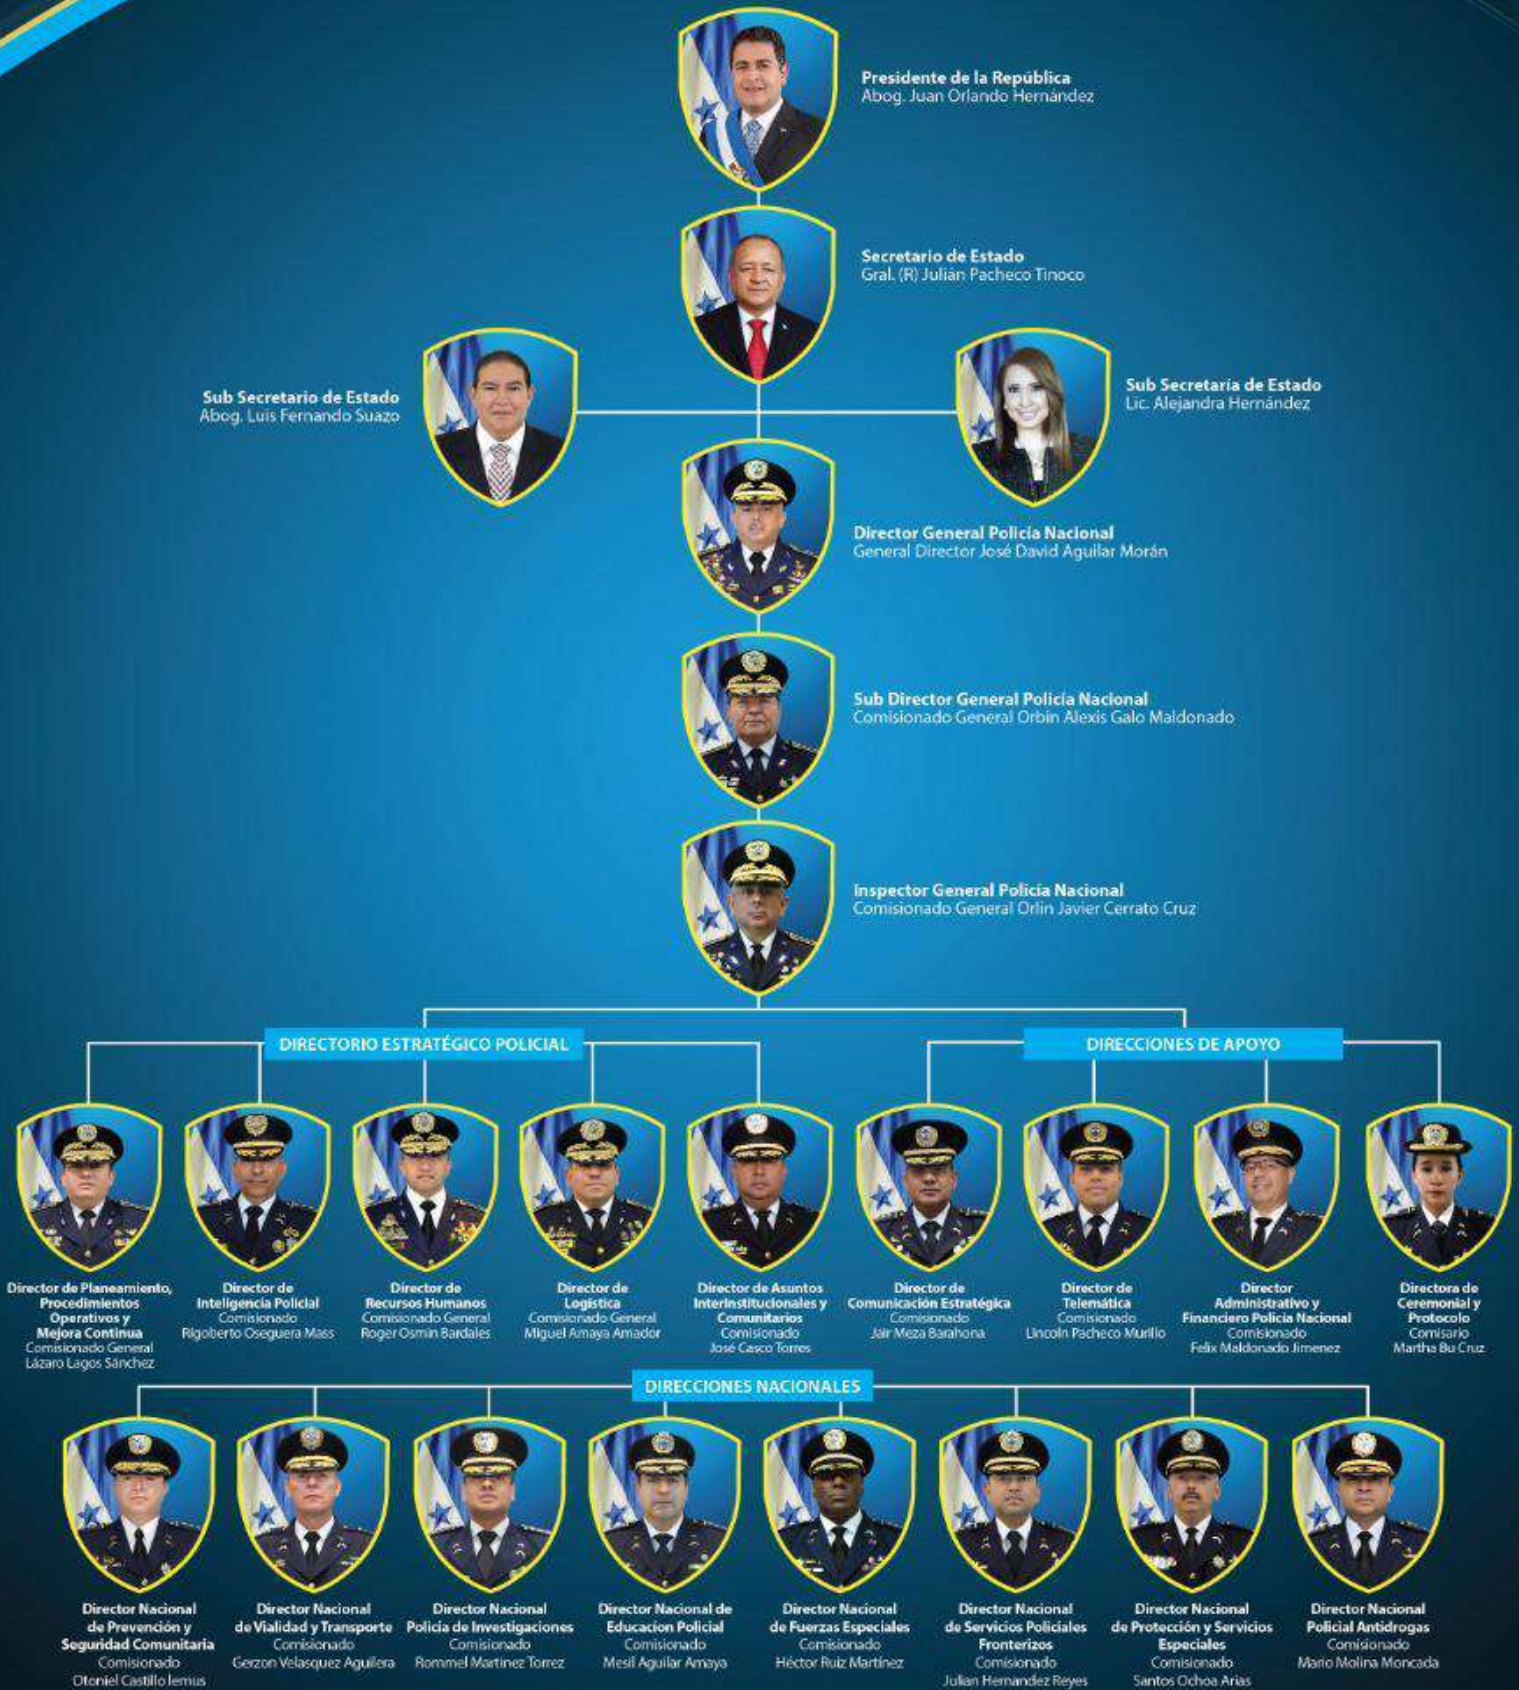 Presidente de la República
Abog. Juan Orlando Hernández
Secretario de Estado
Gral. (R) Julián Pacheco Tinoco
Sub Secretario de Estado
Abog. Luis Fernando Suazo
Sub Secretaría de Estado
Lic. Alejandra Hernández
Director General Policía Nacional
General Director José David Aguilar Morán
Sub Director General Policía Nacional
Comisionado General Orbin Alexis Galo Maldonado
Inspector General Policía Nacional
Comisionado General Orlin Javier Cerrato Cruz
DIRECTORIO ESTRATÉGICO POLICIAL
DIRECCIONES DE APOYO
Director de Planeamiento,
Procedimientos
Operativos y
Mejora Continua
Comisionado General
Lázaro Lagos Sánchez
Director de
Inteligencia Policial
Comisionado
Rigoberto Oseguera Mass
Director de
Recursos Humanos
Comisionado General
Roger Osmin Bardales
Director de
Logística
Comisionado General
Miguel Amaya Amador
Director de Asuntos
Interinstitucionales y
Comunitarios
Comisionado
José Casco Torres
Director de
Comunicación Estratégica
Comisionado
Jair Meza Barahona
Director de
Telemática
Comisionado
Lincoln Pacheco Murillo
Director
Administrativo y
Financiero Policía Nacional
Comisionado
Felix Maldonado Jimenez
Directora de
Ceremonial y
Protocolo
Comisario
Martha Bu Cruz
DIRECCIONES NACIONALES
Director Nacional
de Prevención y
Seguridad Comunitaria
Comisionado
Otoniel Castillo lemus
Director Nacional
de Vialidad y Transporte
Comisionado
Gerzon Velasquez Aguilera
Director Nacional
Policía de Investigaciones
Comisionado
Rommel Martinez Torrez
Director Nacional de
Educacion Policial
Comisionado
Mesil Aguilar Amaya
Director Nacional
de Fuerzas Especiales
Comisionado
Héctor Ruiz Martínez
Director Nacional
de Servicios Policiales
Fronterizos
Comisionado
Julian Hernandez Reyes
Director Nacional
de Protección y Servicios
Especiales
Comisionado
Santos Ochoa Arias
Director Nacional
Policial Antidrogas
Comisionado
Mario Molina Moncada